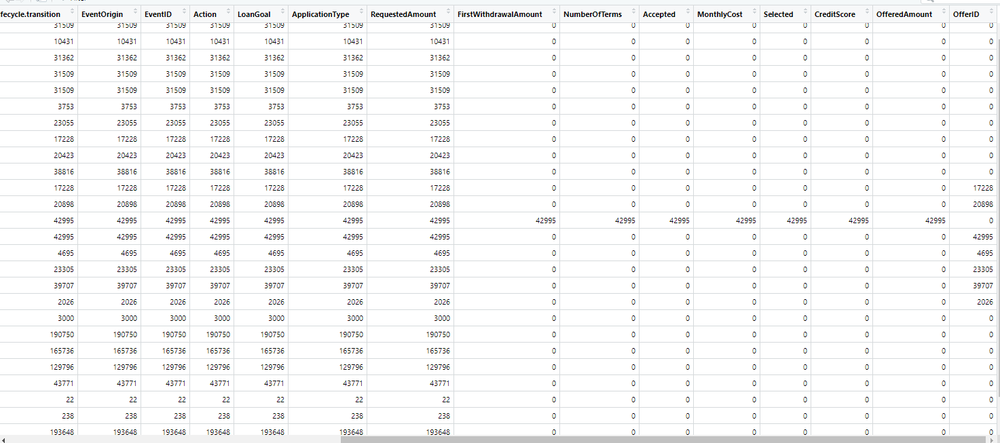 fecycle.transition EventOrigin EventID Action LoanGoal ApplicationType RequestedAmount FirstWithdrawalAmount NumberOfTerms Accepted MonthlyCost Selected CreditScore OfferedAmount OfferID
31509 31509 31509 31509 31509 31509 31509 0 0 0 0 0 0 0 0
10431 10431 10431 10431 10431 10431 10431 0 0 0 0 0 0 0 0
31362 31362 31362 31362 31362 31362 31362 0 0 0 0 0 0 0 0
31509 31509 31509 31509 31509 31509 31509 0 0 0 0 0 0 0 0
31509 31509 31509 31509 31509 31509 31509 0 0 0 0 0 0 0 0
3753 3753 3753 3753 3753 3753 3753 0 0 0 0 0 0 0 0
23055 23055 23055 23055 23055 23055 23055 0 0 0 0 0 0 0 0
17228 17228 17228 17228 17228 17228 17228 0 0 0 0 0 0 0 0
20423 20423 20423 20423 20423 20423 20423 0 0 0 0 0 0 0 0
38816 38816 38816 38816 38816 38816 38816 0 0 0 0 0 0 0 0
17228 17228 17228 17228 17228 17228 17228 0 0 0 0 0 0 0 17228
20898 20898 20898 20898 20898 20898 20898 0 0 0 0 0 0 0 20898
42995 42995 42995 42995 42995 42995 42995 42995 42995 42995 42995 42995 42995 42995 0
42995 42995 42995 42995 42995 42995 42995 0 0 0 0 0 0 0 42995
4695 4695 4695 4695 4695 4695 4695 0 0 0 0 0 0 0 4695
23305 23305 23305 23305 23305 23305 23305 0 0 0 0 0 0 0 23305
39707 39707 39707 39707 39707 39707 39707 0 0 0 0 0 0 0 39707
2026 2026 2026 2026 2026 2026 2026 0 0 0 0 0 0 0 2026
3000 3000 3000 3000 3000 3000 3000 0 0 0 0 0 0 0 0
190750 190750 190750 190750 190750 190750 190750 0 0 0 0 0 0 0 0
165736 165736 165736 165736 165736 165736 165736 0 0 0 0 0 0 0 0
129796 129796 129796 129796 129796 129796 129796 0 0 0 0 0 0 0 0
43771 43771 43771 43771 43771 43771 43771 0 0 0 0 0 0 0 0
22 22 22 22 22 22 22 0 0 0 0 0 0 0 0
238 238 238 238 238 238 238 0 0 0 0 0 0 0 0
193648 193648 193648 193648 193648 193648 193648 0 0 0 0 0 0 0 0